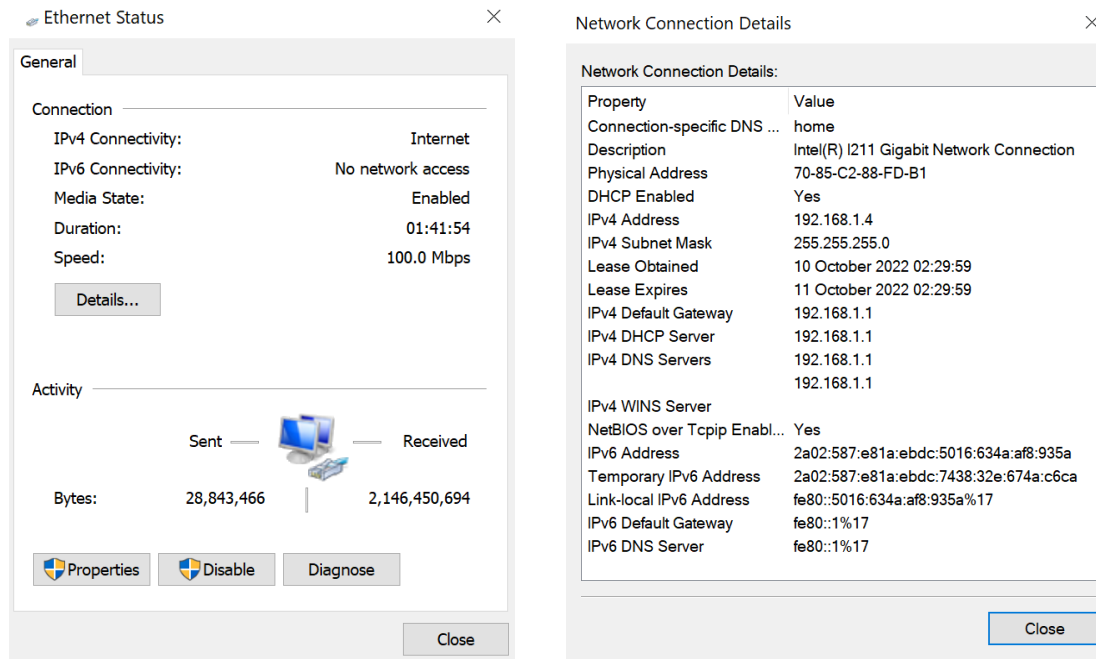 Ethernet Status
General
Connection
IPv4 Connectivity: Internet
IPv6 Connectivity: No network access
Media State: Enabled
Duration: 01:41:54
Speed: 100.0 Mbps
Details...
Activity
Sent Received
Bytes: 28,843,466 2,146,450,694
Properties Disable Diagnose
Close
Network Connection Details
Network Connection Details:
Property Value
Connection-specific DNS ... home
Description Intel(R) I211 Gigabit Network Connection
Physical Address 70-85-C2-88-FD-B1
DHCP Enabled Yes
IPv4 Address 192.168.1.4
IPv4 Subnet Mask 255.255.255.0
Lease Obtained 10 October 2022 02:29:59
Lease Expires 11 October 2022 02:29:59
IPv4 Default Gateway 192.168.1.1
IPv4 DHCP Server 192.168.1.1
IPv4 DNS Servers 192.168.1.1
192.168.1.1
IPv4 WINS Server
NetBIOS over Tcpip Enabl... Yes
IPv6 Address 2a02:587:e81a:ebdc:5016:634a:af8:935a
Temporary IPv6 Address 2a02:587:e81a:ebdc:7438:32e:674a:c6ca
Link-local IPv6 Address fe80::5016:634a:af8:935a%17
IPv6 Default Gateway fe80::1%17
IPv6 DNS Server fe80::1%17
Close